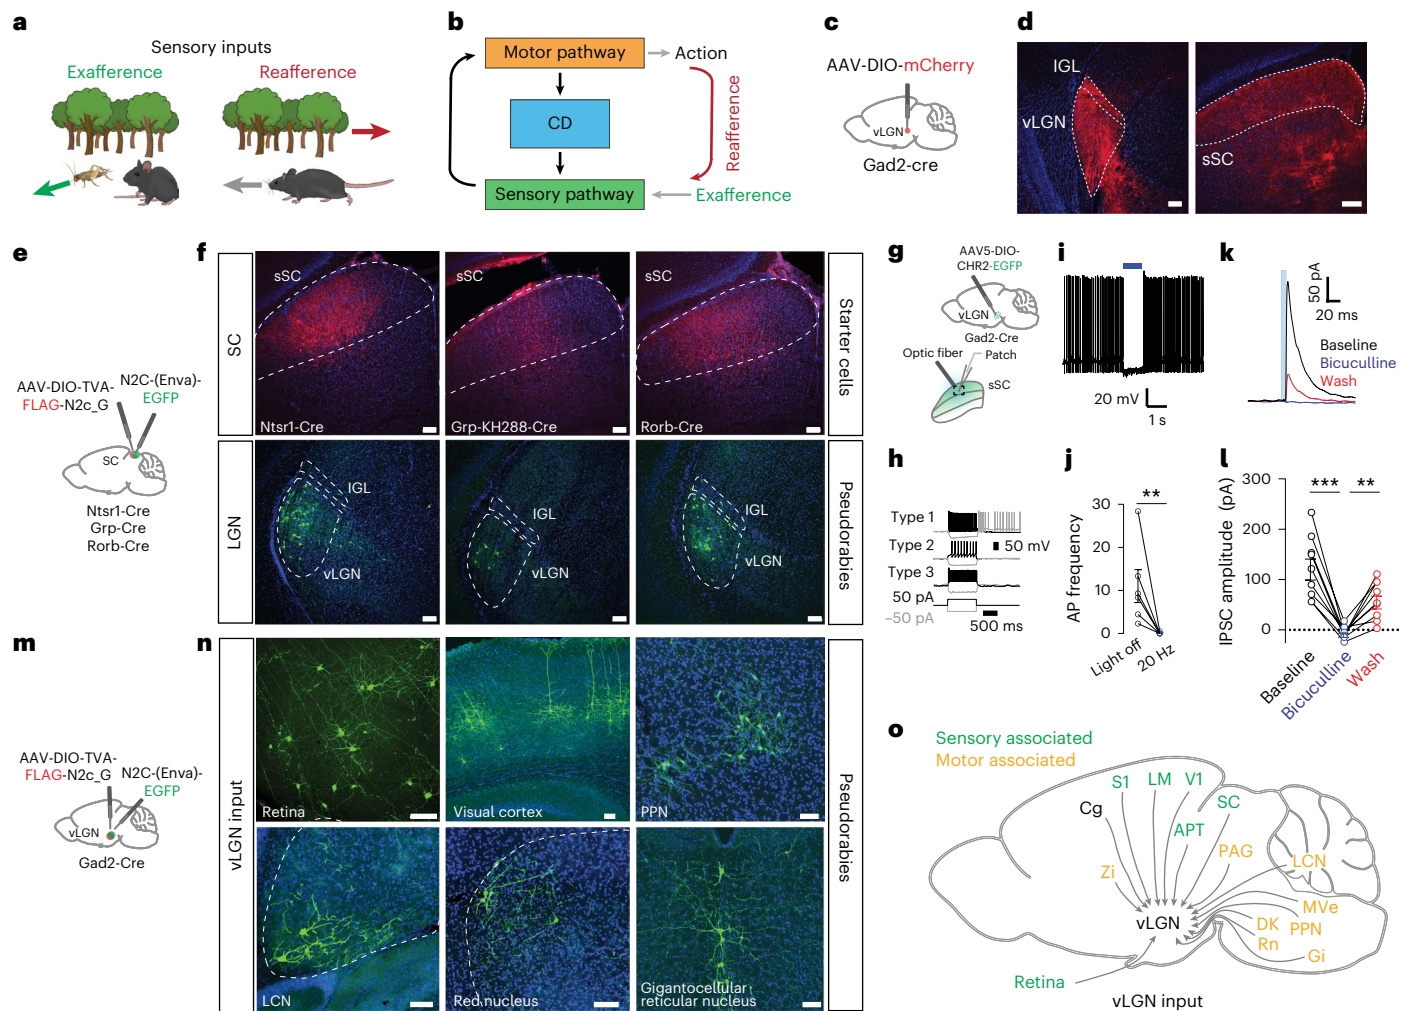 a
Sensory inputs
Exafference
Reafference
b
Motor pathway
Action
CD
Reafference
Sensory pathway
Exafference
c
AAV-DIO-mCherry
vLGN
Gad2-cre
d
IGL
vLGN
sSC
e
AAV-DIO-TVA-
FLAG-N2c_G
N2C-(Enva)-
EGFP
SC
Ntsr1-Cre
Grp-Cre
Rorb-Cre
f
SC
sSC
Ntsr1-Cre
sSC
Grp-KH288-Cre
sSC
Rorb-Cre
Starter cells
LGN
IGL
vLGN
IGL
vLGN
IGL
vLGN
Pseudorabies
g
AAV5-DIO-
CHR2-EGFP
vLGN
Gad2-Cre
Optic fiber
Patch
sSC
h
Type 1
Type 2
50 mV
Type 3
50 pA
–50 pA
500 ms
i
20 mV
1 s
j
**
AP frequency
30
20
10
0
Light off
20 Hz
k
50 pA
20 ms
Baseline
Bicuculline
Wash
l
***
**
IPSC amplitude (pA)
300
200
100
0
Baseline
Bicuculline
Wash
m
AAV-DIO-TVA-
FLAG-N2c_G
N2C-(Enva)-
EGFP
vLGN
Gad2-Cre
n
vLGN input
Retina
Visual cortex
PPN
LCN
Red nucleus
Gigantocellular
reticular nucleus
Pseudorabies
o
Sensory associated
Motor associated
S1
LM
V1
Cg
SC
APT
PAG
Zi
LCN
vLGN
MVe
DK
PPN
Rn
Gi
Retina
vLGN input